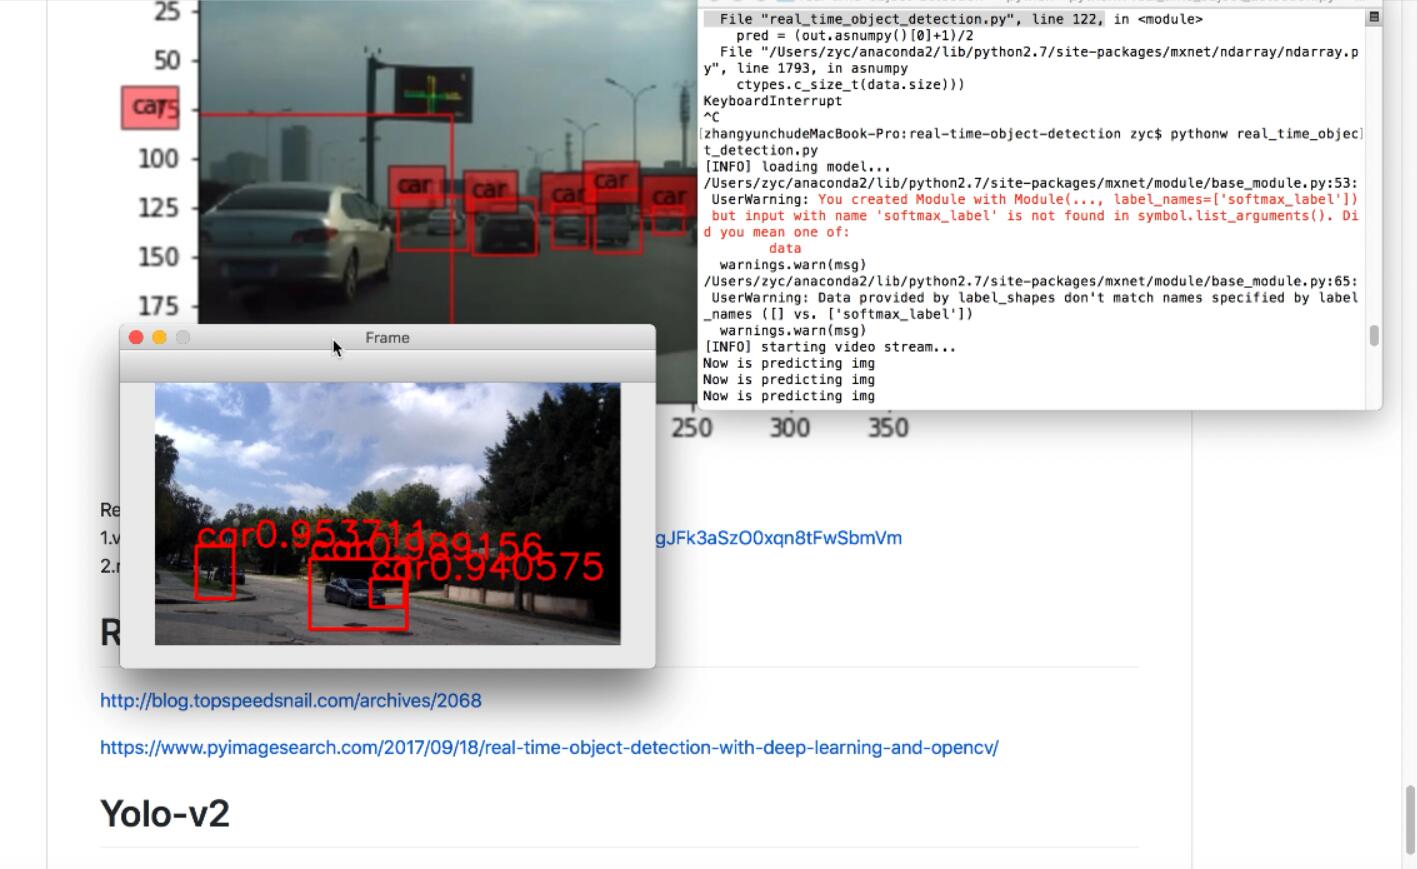 25
50
car
75
100
125
150
175
car
car
car
car
car
250
300
350
File "real_time_object_detection.py", line 122, in <module>
pred = (out.asnumpy()[0]+1)/2
File "/Users/zyc/anaconda2/lib/python2.7/site-packages/mxnet/ndarray/ndarray.p
y", line 1793, in asnumpy
ctypes.c_size_t(data.size)))
KeyboardInterrupt
^C
[zhangyunchudeMacBook-Pro:real-time-object-detection zyc$ pythonw real_time_objec]
t_detection.py
[INFO] loading model...
/Users/zyc/anaconda2/lib/python2.7/site-packages/mxnet/module/base_module.py:53:
UserWarning: You created Module with Module(..., label_names=['softmax_label'])
but input with name 'softmax_label' is not found in symbol.list_arguments(). Di
d you mean one of:
data
warnings.warn(msg)
/Users/zyc/anaconda2/lib/python2.7/site-packages/mxnet/module/base_module.py:65:
UserWarning: Data provided by label_shapes don't match names specified by label
_names ([] vs. ['softmax_label'])
warnings.warn(msg)
[INFO] starting video stream...
Now is predicting img
Now is predicting img
Now is predicting img
Frame
car0.953711
car0.989156
car0.940575
Re
1.v gJFk3aSzO0xqn8tFwSbmVm
2.r
R
http://blog.topspeedsnail.com/archives/2068
https://www.pyimagesearch.com/2017/09/18/real-time-object-detection-with-deep-learning-and-opencv/
Yolo-v2